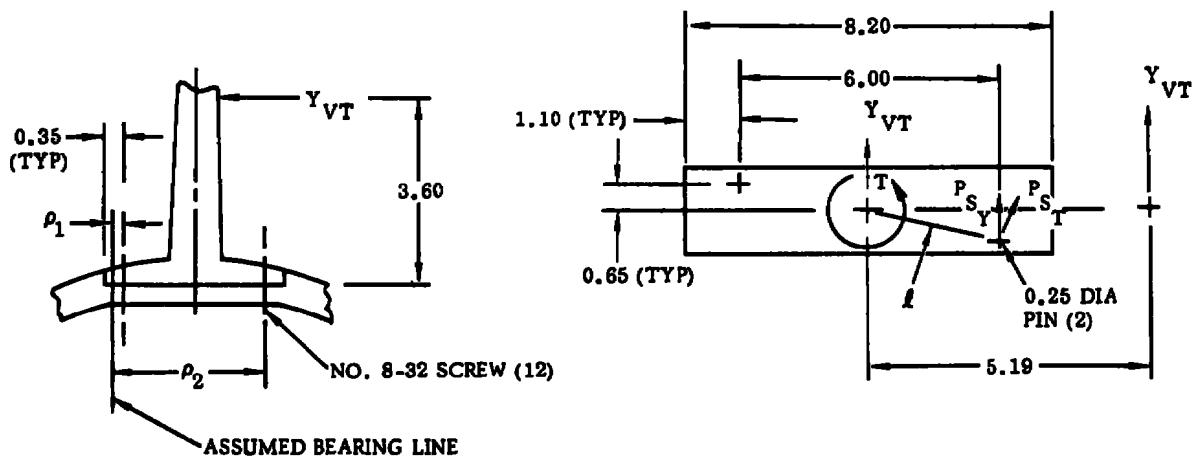 Y_VT
0.35
(TYP)
3.60
ρ1
ρ2
NO. 8-32 SCREW (12)
ASSUMED BEARING LINE
8.20
6.00
Y_VT
1.10 (TYP)
Y_VT
T
P_S_Y
P_S_T
0.65 (TYP)
ℓ
0.25 DIA
PIN (2)
5.19